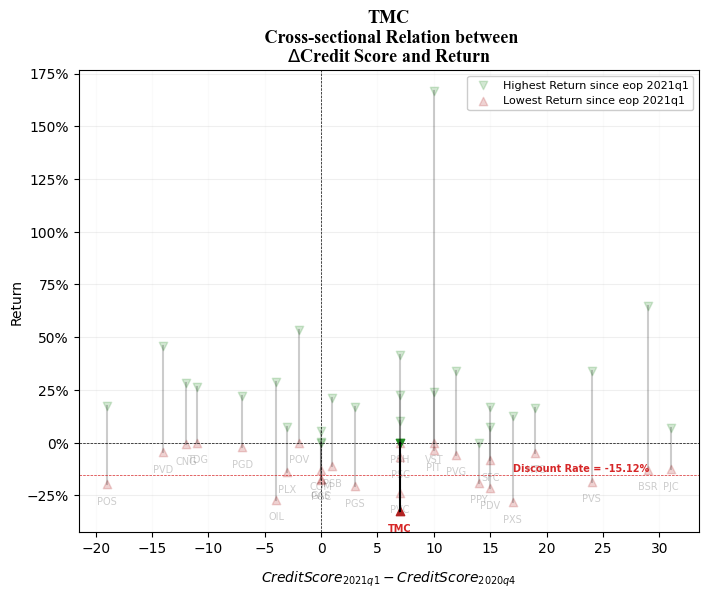 TMC
Cross-sectional Relation between
ΔCredit Score and Return
Highest Return since eop 2021q1
Lowest Return since eop 2021q1
175%
150%
125%
100%
75%
50%
25%
0%
−25%
Return
POS
PVD
CNG
TDG
PGD
OIL
PLX
POV
PGS
PVG
PPY
PDV
PXS
PVS
BSR
PJC
VST
PIT
Discount Rate = -15.12%
TMC
−20
−15
−10
−5
0
5
10
15
20
25
30
CreditScore2021q1 − CreditScore2020q4